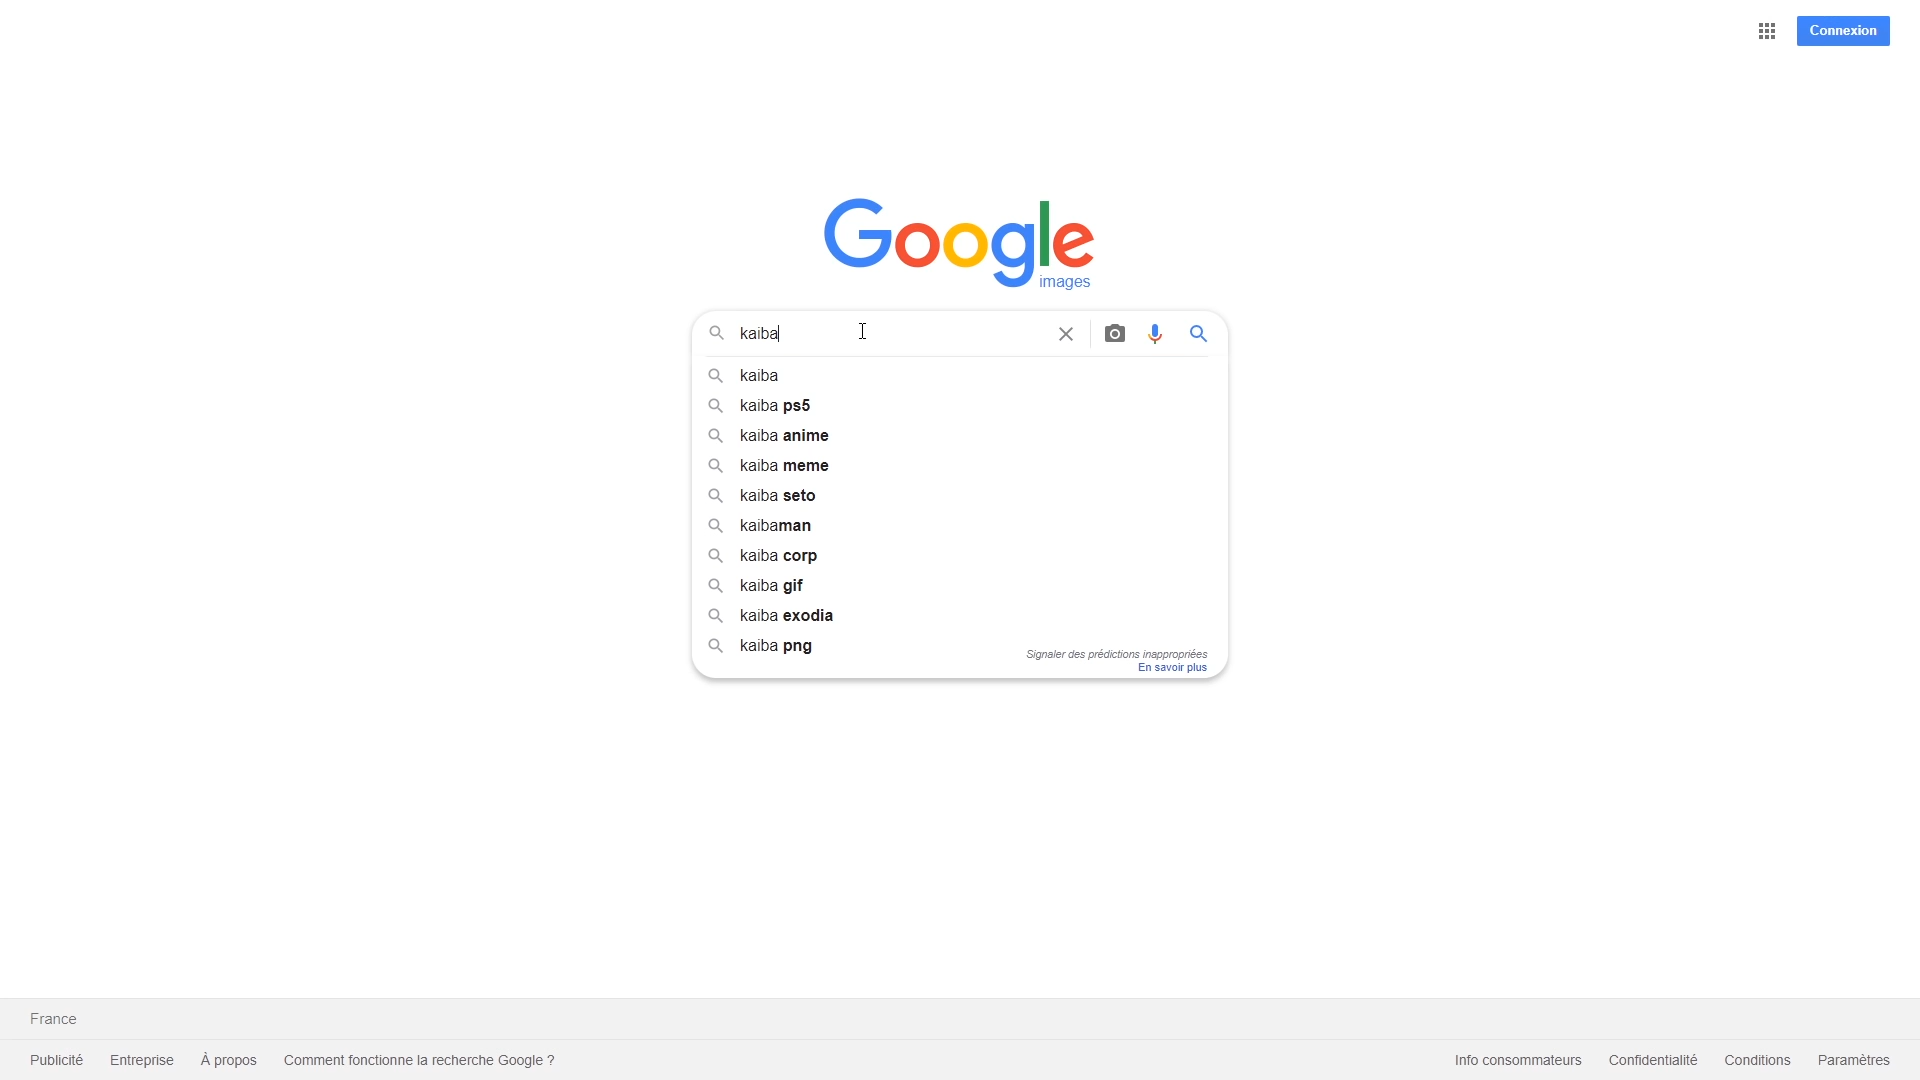 Connexion
Google
images
kaiba
kaiba
kaiba ps5
kaiba anime
kaiba meme
kaiba seto
kaibaman
kaiba corp
kaiba gif
kaiba exodia
kaiba png
Signaler des prédictions inappropriées
En savoir plus
France
Publicité Entreprise À propos Comment fonctionne la recherche Google ? Info consommateurs Confidentialité Conditions Paramètres